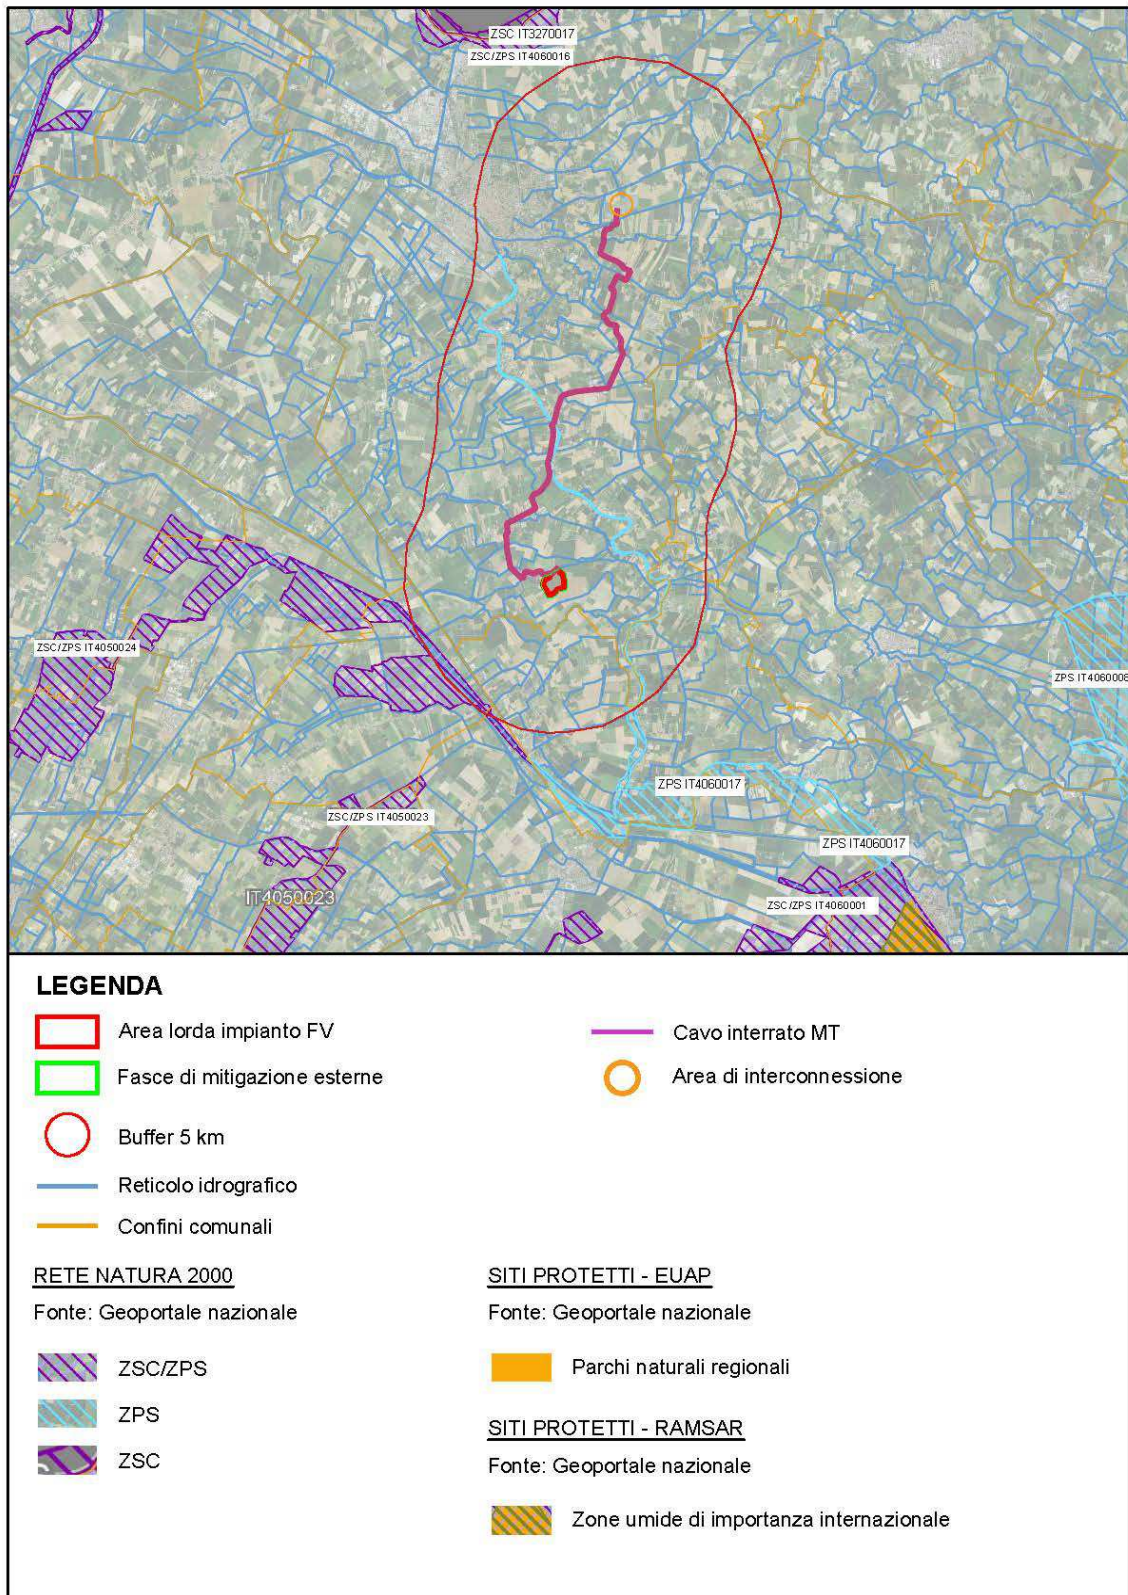 ZSC IT3270017
ZSC/ZPS IT4060016
ZSC/ZPS IT4050024
ZPS IT4060008
ZPS IT4060017
ZSC/ZPS IT4050023
ZPS IT4060017
IT4050023
ZSC/ZPS IT4060001
LEGENDA
Area lorda impianto FV
Cavo interrato MT
Fasce di mitigazione esterne
Area di interconnessione
Buffer 5 km
Reticolo idrografico
Confini comunali
RETE NATURA 2000
Fonte: Geoportale nazionale
ZSC/ZPS
ZPS
ZSC
SITI PROTETTI - EUAP
Fonte: Geoportale nazionale
Parchi naturali regionali
SITI PROTETTI - RAMSAR
Fonte: Geoportale nazionale
Zone umide di importanza internazionale